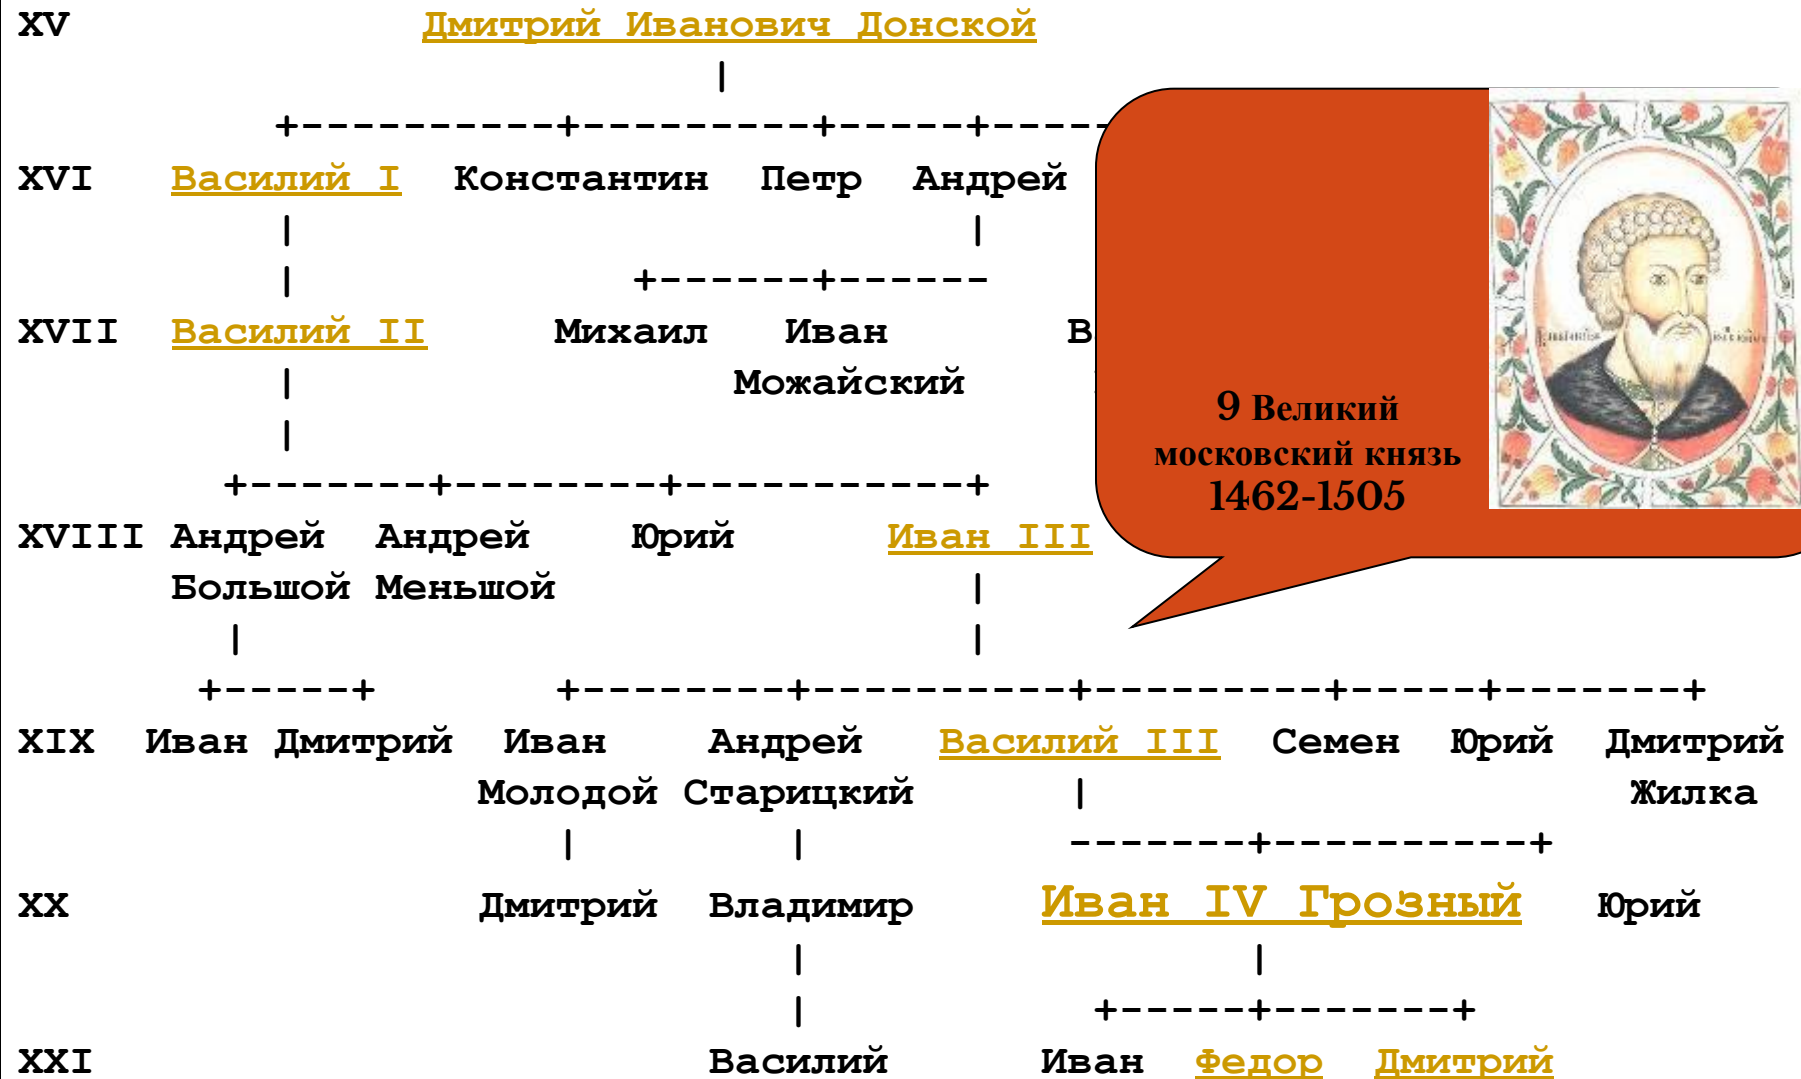 XV Дмитрий Иванович Донской
|
+-----------+----------+------+-----
XVI Василий I Константин Петр Андрей
| |
| +------+------
XVII Василий II Михаил Иван
| Можайский
|
+-------+--------+-----------+
XVIII Андрей Андрей Юрий Иван III
Большой Меньшой |
| |
+-----+ +--------+----------+---------+-----+-------+
XIX Иван Дмитрий Иван Андрей Василий III Семен Юрий Дмитрий
Молодой Старицкий | Жилка
| | -------+----------+
XX Дмитрий Владимир Иван IV Грозный Юрий
| |
| +-----+-------+
XXI Василий Иван Федор Дмитрий
9 Великий
московский князь
1462-1505